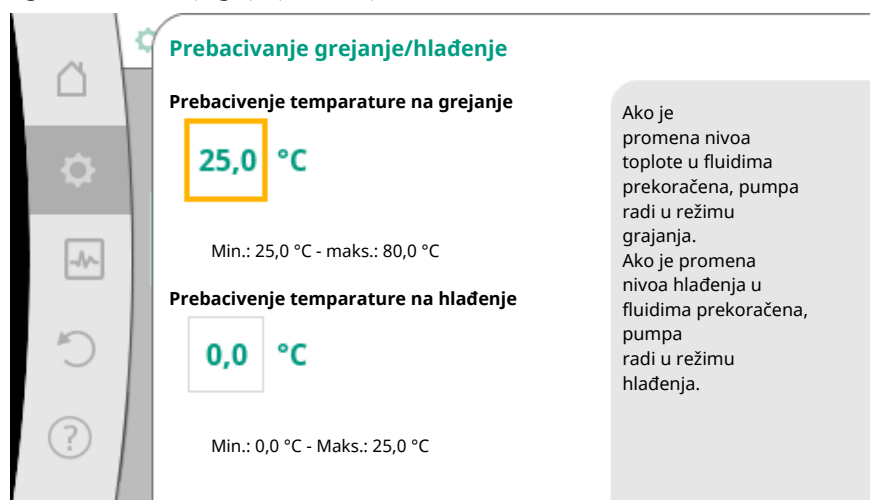 Prebacivanje grejanje/hlađenje
Prebacivenje temparature na grejanje
25,0 °C
Min.: 25,0 °C - maks.: 80,0 °C
Prebacivenje temparature na hlađenje
0,0 °C
Min.: 0,0 °C - Maks.: 25,0 °C
Ako je
promena nivoa
toplote u fluidima
prekoračena, pumpa
radi u režimu
grajanja.
Ako je promena
nivoa hlađenja u
fluidima prekoračena,
pumpa
radi u režimu
hlađenja.
?